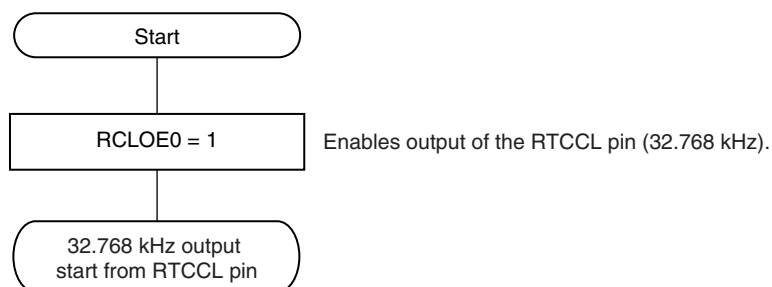 Start
RCLOE0 = 1
Enables output of the RTCCL pin (32.768 kHz).
32.768 kHz output
start from RTCCL pin